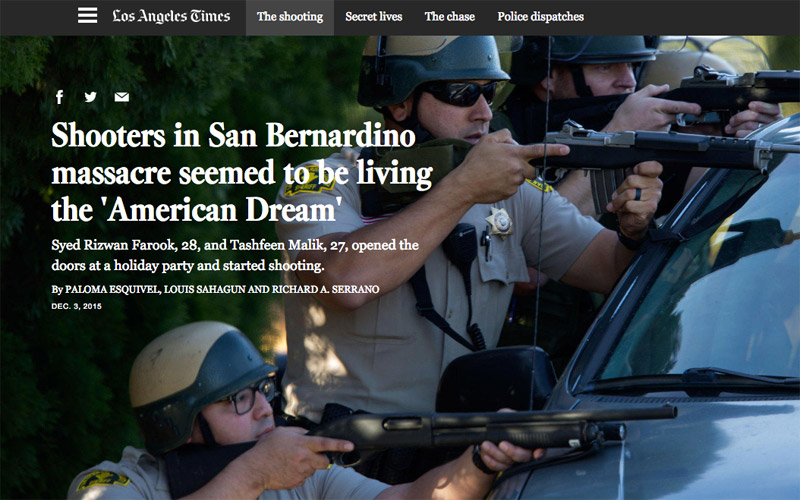 Los Angeles Times The shooting Secret lives The chase Police dispatches
Shooters in San Bernardino
massacre seemed to be living
the 'American Dream'
Syed Rizwan Farook, 28, and Tashfeen Malik, 27, opened the
doors at a holiday party and started shooting.
By PALOMA ESQUIVEL, LOUIS SAHAGUN AND RICHARD A. SERRANO
DEC. 3, 2015